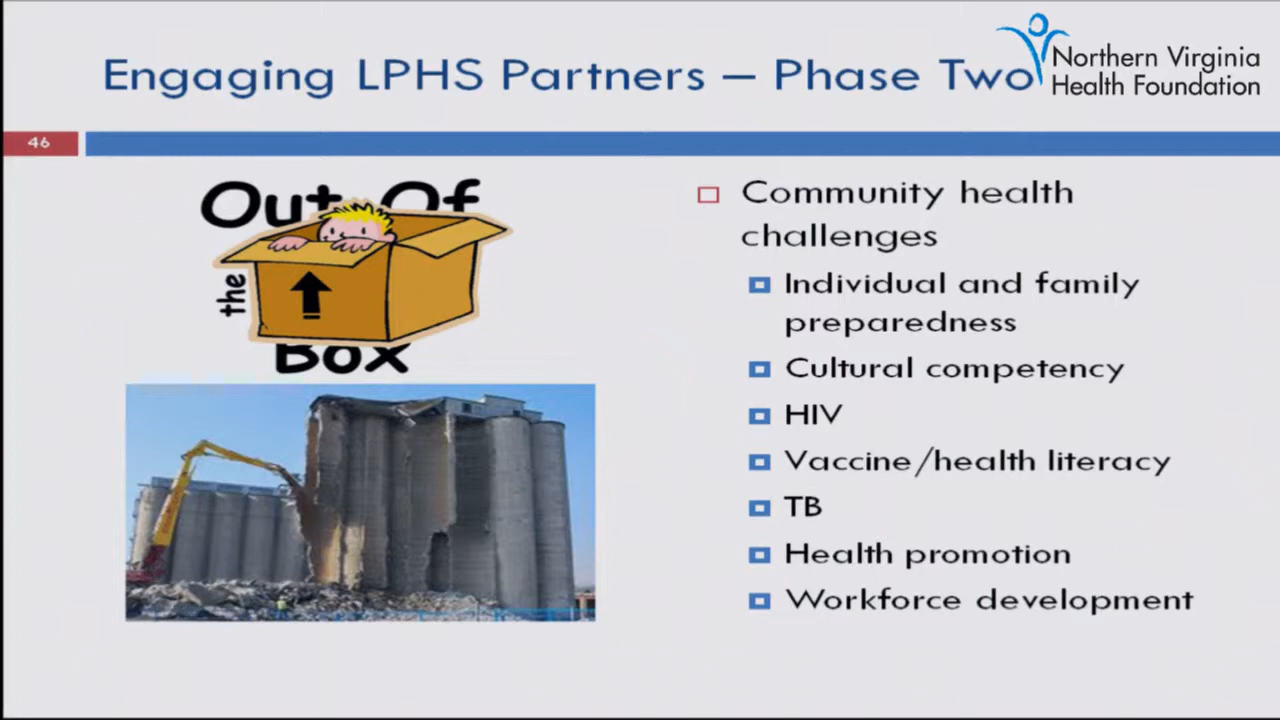 Engaging LPHS Partners – Phase Two
Northern Virginia
Health Foundation
46
Out Of
the
Box
Community health
challenges
Individual and family
preparedness
Cultural competency
HIV
Vaccine/health literacy
TB
Health promotion
Workforce development